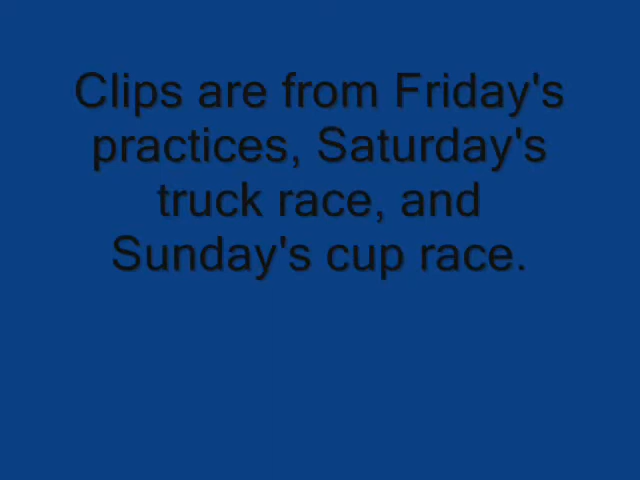 Clips are from Friday's
practices, Saturday's
truck race, and
Sunday's cup race.